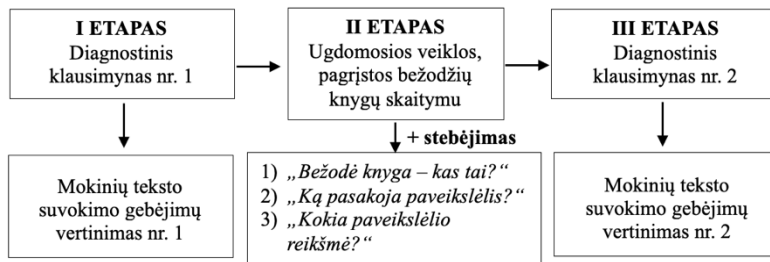 I ETAPAS
Diagnostinis
klausimynas nr. 1
II ETAPAS
Ugdomosios veiklos,
pagrįstos bežodžių
knygų skaitymu
III ETAPAS
Diagnostinis
klausimynas nr. 2
+ stebėjimas
Mokinių teksto
suvokimo gebėjimų
vertinimas nr. 1
1) „Bežodė knyga – kas tai?“
2) „Ką pasakoja paveikslėlis?“
3) „Kokia paveikslėlio
reikšmė?“
Mokinių teksto
suvokimo gebėjimų
vertinimas nr. 2